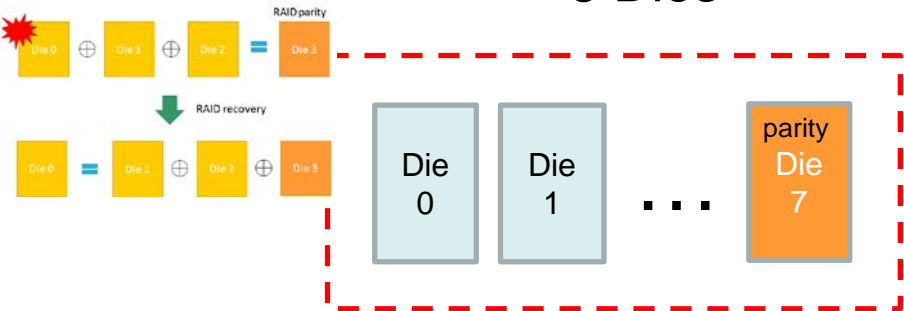 RAID parity
Die 0 ⊕ Die 1 ⊕ Die 2 = Die 3
RAID recovery
Die 0 = Die 1 ⊕ Die 2 ⊕ Die 3
Die
0
Die
1
...
parity
Die
7